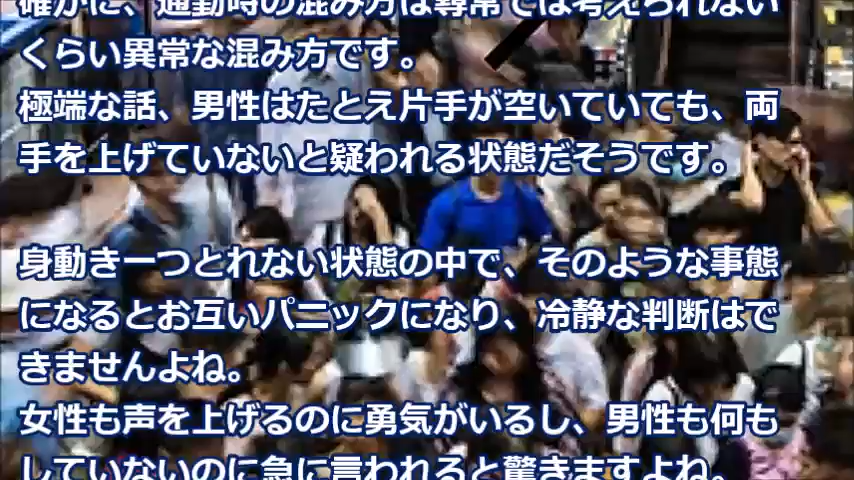 確かに、通勤時の混み方は尋常では考えられない
くらい異常な混み方です。
極端な話、男性はたとえ片手が空いていても、両
手を上げていないと疑われる状態だそうです。
身動き一つとれない状態の中で、そのような事態
になるとお互いパニックになり、冷静な判断はで
きませんよね。
女性も声を上げるのに勇気がいるし、男性も何も
していないのに急に言われると驚きますよね。